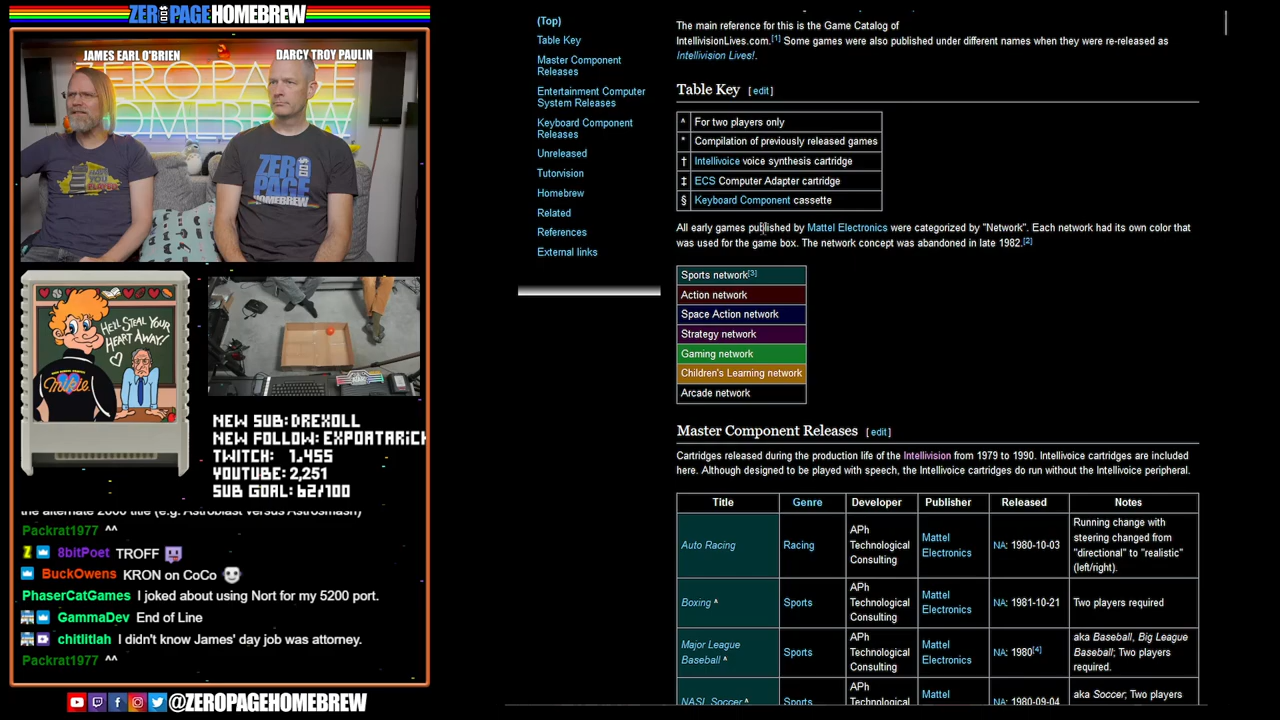 ZERO PAGE HOMEBREW
JAMES EARL O'BRIEN
DARCY TROY PAULIN
ZERO
PAGE
HOMEBREW
HE'LL STEAL YOUR
HEART AWAY!!
Mikie
NEW SUB: DREXOLL
NEW FOLLOW: EXPORTARICH
TWITCH: 1,455
YOUTUBE: 2,251
SUB GOAL: 62/100
the alternate 2600 title (e.g. Astroblast versus Astrosmash)
Packrat1977 ^^
8bitPoet TROFF
BuckOwens KRON on CoCo
PhaserCatGames I joked about using Nort for my 5200 port.
GammaDev End of Line
chitlitlah I didn't know James' day job was attorney.
Packrat1977 ^^
@ZEROPAGEHOMEBREW
(Top)
Table Key
Master Component
Releases
Entertainment Computer
System Releases
Keyboard Component
Releases
Unreleased
Tutorvision
Homebrew
Related
References
External links
The main reference for this is the Game Catalog of
IntellivisionLives.com.[1] Some games were also published under different names when they were re-released as
Intellivision Lives!.
Table Key [ edit ]
^ For two players only
* Compilation of previously released games
† Intellivoice voice synthesis cartridge
‡ ECS Computer Adapter cartridge
§ Keyboard Component cassette
All early games published by Mattel Electronics were categorized by "Network". Each network had its own color that
was used for the game box. The network concept was abandoned in late 1982.[2]
Sports network[3]
Action network
Space Action network
Strategy network
Gaming network
Children's Learning network
Arcade network
Master Component Releases [ edit ]
Cartridges released during the production life of the Intellivision from 1979 to 1990. Intellivoice cartridges are included
here. Although designed to be played with speech, the Intellivoice cartridges do run without the Intellivoice peripheral.
Title Genre Developer Publisher Released Notes
Auto Racing Racing APh Technological Consulting Mattel Electronics NA: 1980-10-03 Running change with steering changed from "directional" to "realistic" (left/right).
Boxing ^ Sports APh Technological Consulting Mattel Electronics NA: 1981-10-21 Two players required
Major League Baseball ^ Sports APh Technological Consulting Mattel Electronics NA: 1980[4] aka Baseball, Big League Baseball; Two players required.
NASL Soccer ^ Sports APh Technological Mattel NA: 1980-09-04 aka Soccer; Two players